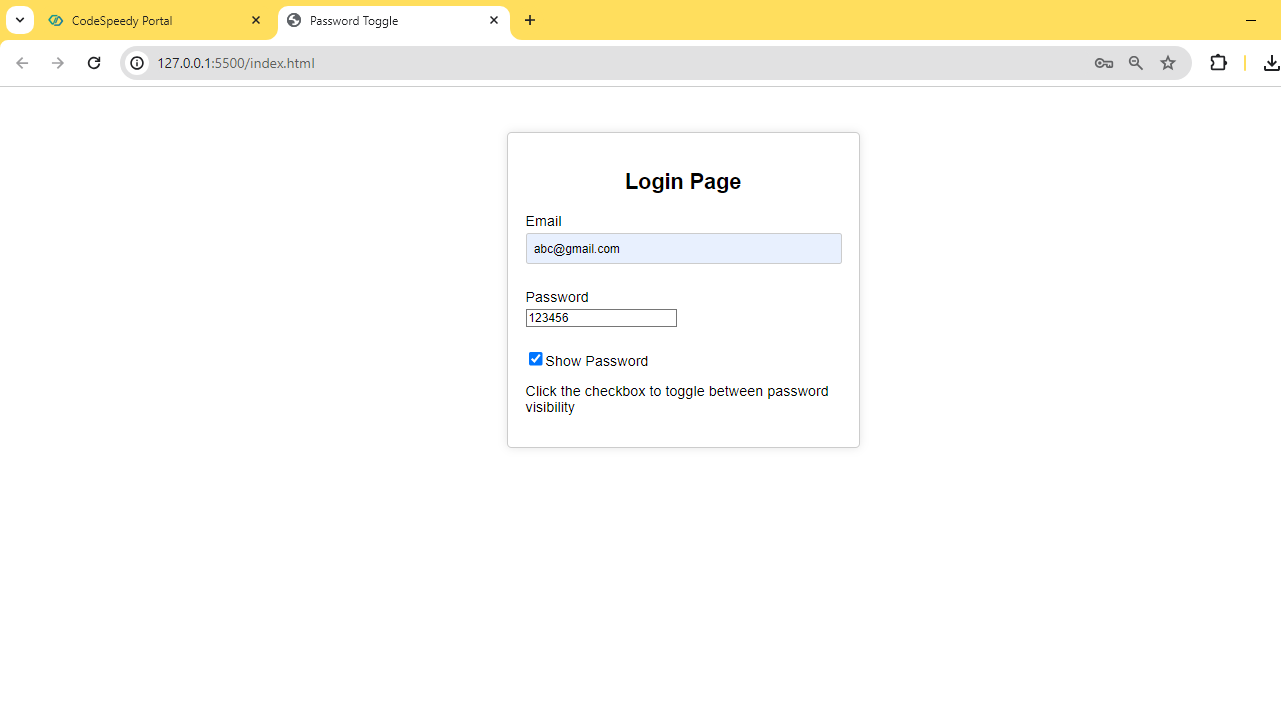 CodeSpeedy Portal
Password Toggle
127.0.0.1:5500/index.html
Login Page
Email
abc@gmail.com
Password
123456
Show Password
Click the checkbox to toggle between password
visibility